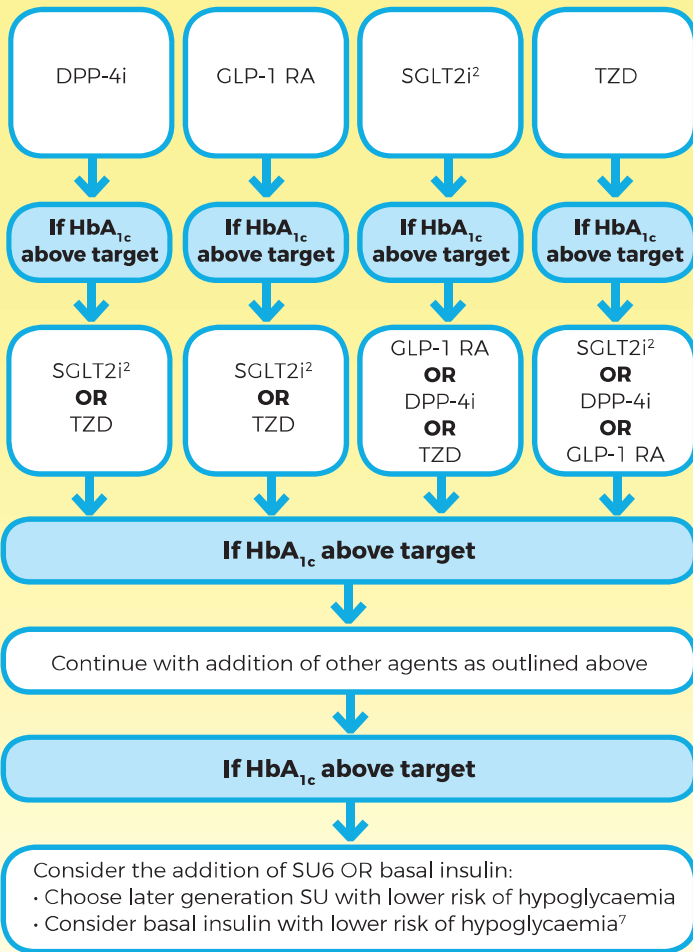 DPP-4i
GLP-1 RA
SGLT2i²
TZD
If HbA₁c
above target
If HbA₁c
above target
If HbA₁c
above target
If HbA₁c
above target
SGLT2i²
OR
TZD
SGLT2i²
OR
TZD
GLP-1 RA
OR
DPP-4i
OR
TZD
SGLT2i²
OR
DPP-4i
OR
GLP-1 RA
If HbA₁c above target
Continue with addition of other agents as outlined above
If HbA₁c above target
Consider the addition of SU6 OR basal insulin:
• Choose later generation SU with lower risk of hypoglycaemia
• Consider basal insulin with lower risk of hypoglycaemia⁷